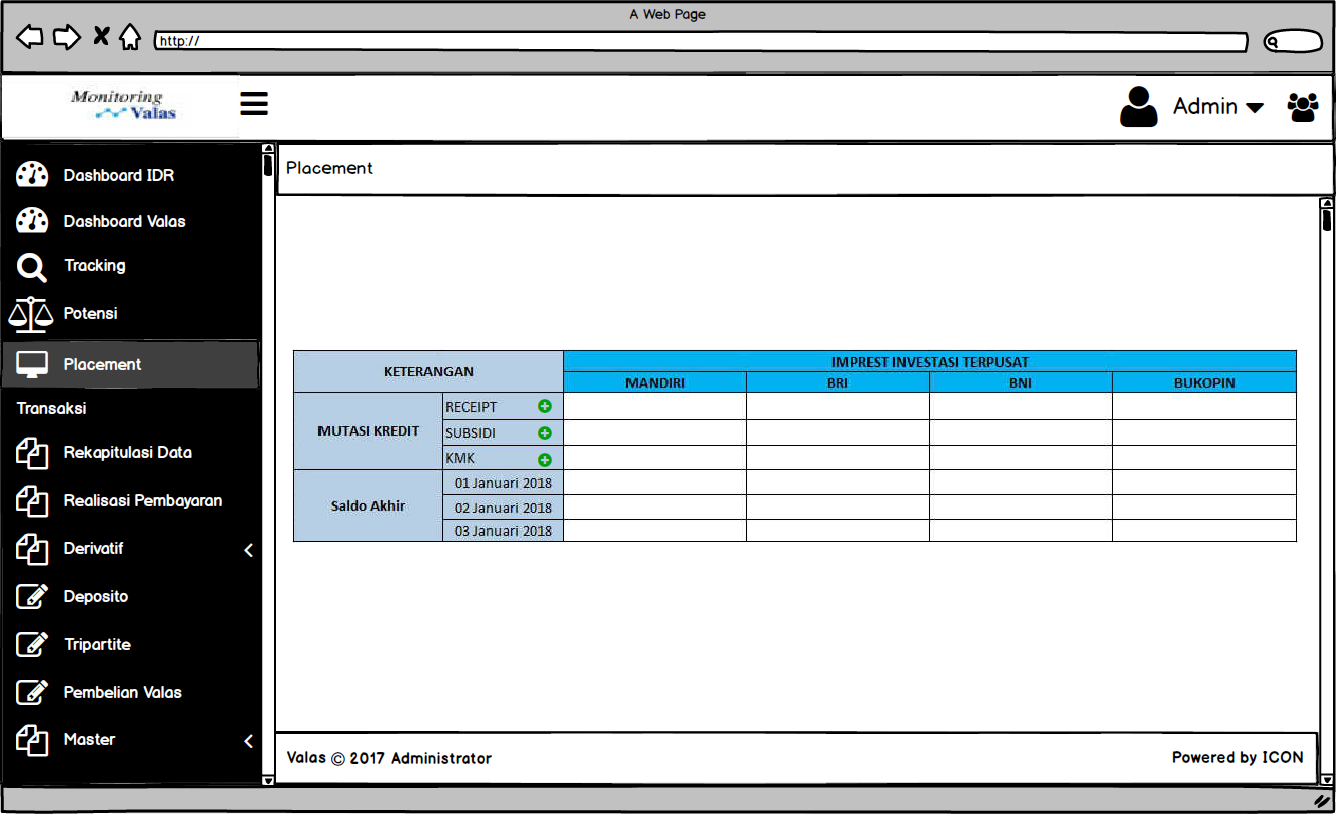 A Web Page
http://
Monitoring
Valas
Admin
Dashboard IDR
Dashboard Valas
Tracking
Potensi
Placement
Transaksi
Rekapitulasi Data
Realisasi Pembayaran
Derivatif
Deposito
Tripartite
Pembelian Valas
Master
Placement
KETERANGAN
IMPREST INVESTASI TERPUSAT
MANDIRI BRI BNI BUKOPIN
MUTASI KREDIT
RECEIPT
SUBSIDI
KMK
Saldo Akhir
01 Januari 2018
02 Januari 2018
03 Januari 2018
Valas © 2017 Administrator
Powered by ICON